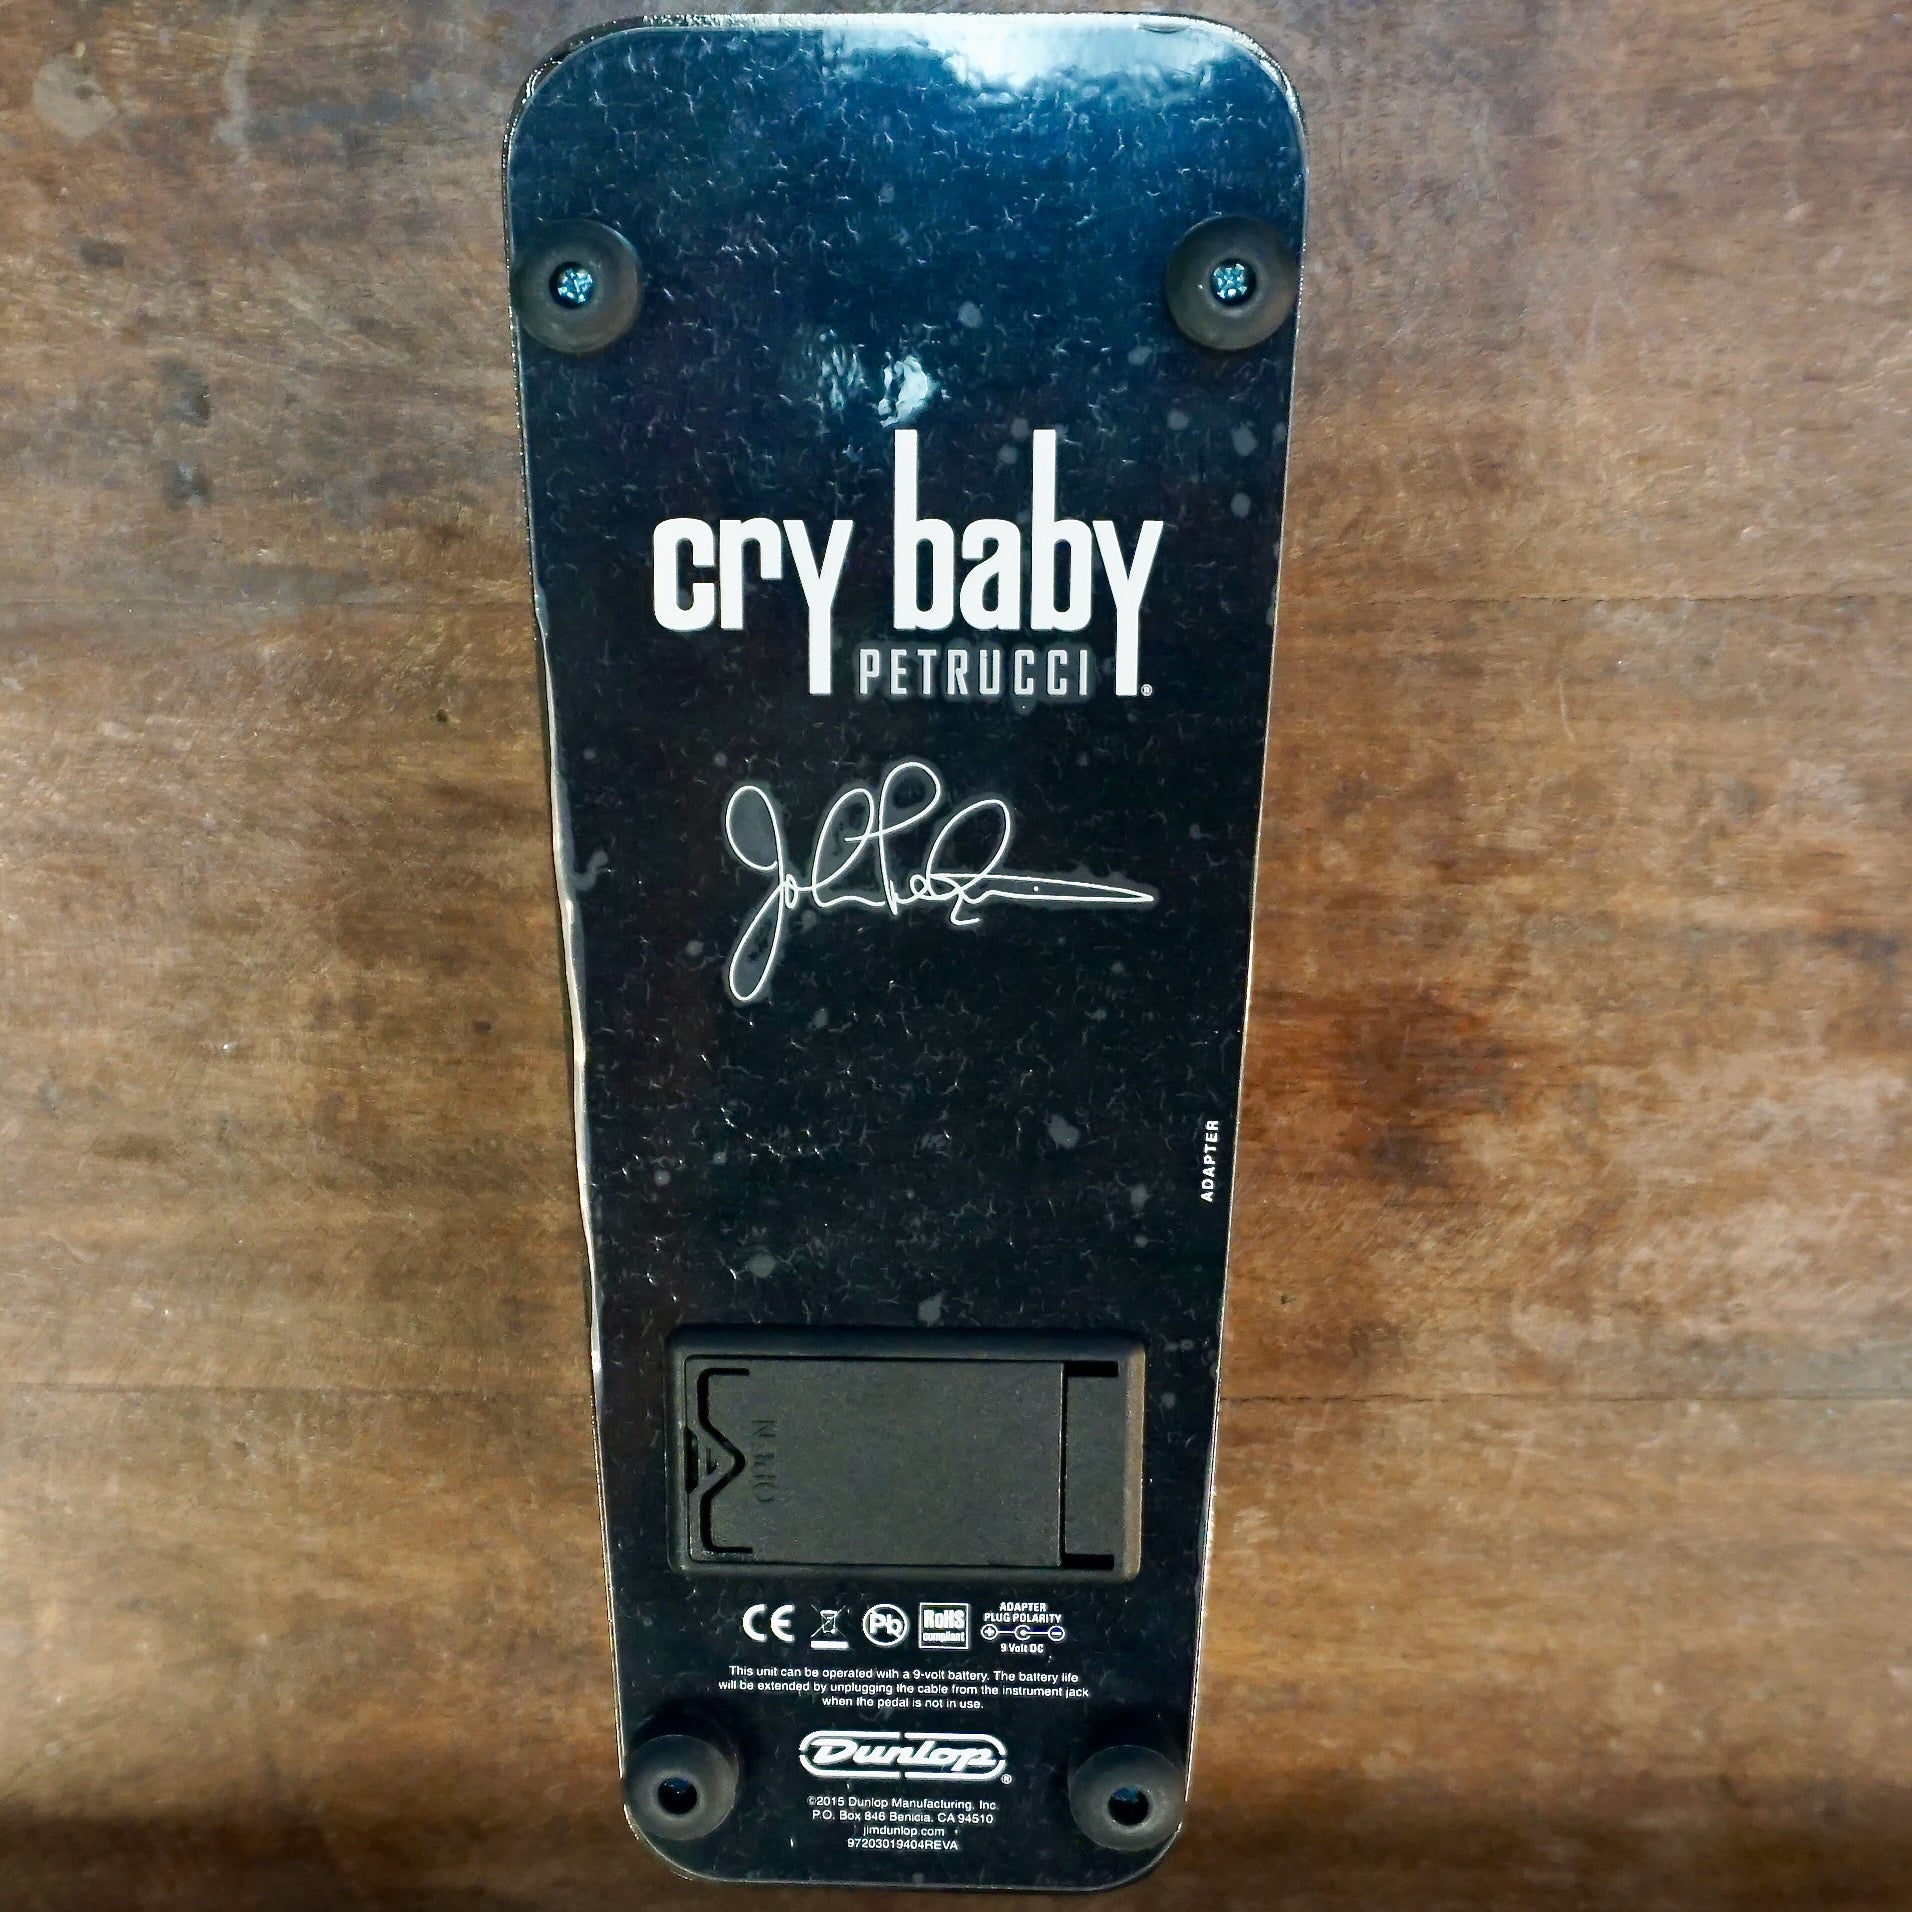 cry baby
PETRUCCI ®
John Petrucci
ADAPTER
OPEN
CE
Pb
RoHS
compliant
ADAPTER
PLUG POLARITY
+ C -
9 Volt DC
This unit can be operated with a 9-volt battery. The battery life
will be extended by unplugging the cable from the instrument jack
when the pedal is not in use.
Dunlop®
©2015 Dunlop Manufacturing, Inc.
P.O. Box 846 Benicia, CA 94510
jimdunlop.com
97203019404REVA